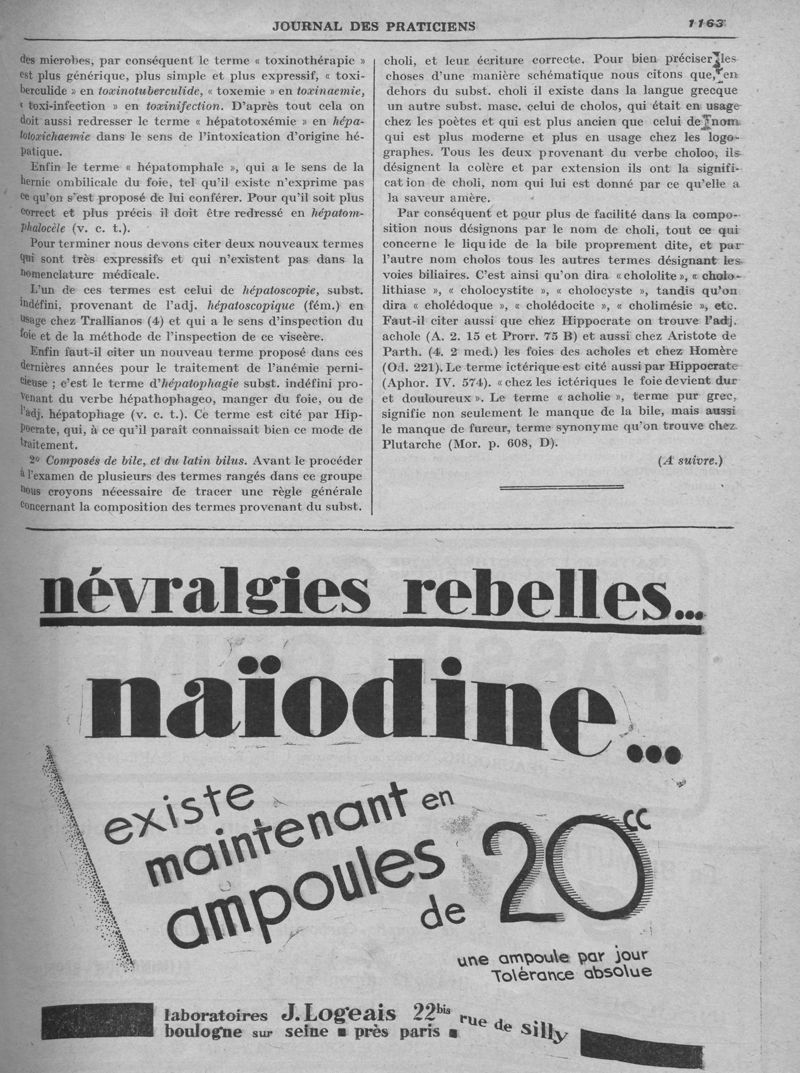 JOURNAL DES PRATICIENS
1163
des microbes, par conséquent le terme « toxinothérapie »
est plus générique, plus simple et plus expressif, « toxi-
berculide » en toxinotuberculide, « toxemie » en toxinaemie,
« toxi-infection » en toxinifection. D'après tout cela on
doit aussi redresser le terme « hépatotoxémie » en hépa-
totoxichaemie dans le sens de l'intoxication d'origine hé-
patique.
Enfin le terme « hépatomphale », qui a le sens de la
hernie ombilicale du foie, tel qu'il existe n'exprime pas
ce qu'on s'est proposé de lui conférer. Pour qu'il soit plus
correct et plus précis il doit être redressé en hépatom-
phalocèle (v. c. t.).
Pour terminer nous devons citer deux nouveaux termes
qui sont très expressifs et qui n'existent pas dans la
nomenclature médicale.
L'un de ces termes est celui de hépatoscopie, subst.
indéfini, provenant de l'adj. hépatoscopique (fém.) en
usage chez Trallianos (4) et qui a le sens d'inspection du
foie et de la méthode de l'inspection de ce viscère.
Enfin faut-il citer un nouveau terme proposé dans ces
dernières années pour le traitement de l'anémie perni-
cieuse ; c'est le terme d'hépatophagie subst. indéfini pro-
venant du verbe hépathophageo, manger du foie, ou de
l'adj. hépatophage (v. c. t.). Ce terme est cité par Hip-
pocrate, qui, à ce qu'il paraît connaissait bien ce mode de
traitement.
2º Composés de bile, et du latin bilus. Avant le procéder
à l'examen de plusieurs des termes rangés dans ce groupe
nous croyons nécessaire de tracer une règle générale
concernant la composition des termes provenant du subst.
choli, et leur écriture correcte. Pour bien préciser les
choses d'une manière schématique nous citons que, en
dehors du subst. choli il existe dans la langue grecque
un autre subst. masc. celui de cholos, qui était en usage
chez les poètes et qui est plus ancien que celui de nom
qui est plus moderne et plus en usage chez les logo-
graphes. Tous les deux provenant du verbe choloo, ils
désignent la colère et par extension ils ont la signifi-
cation de choli, nom qui lui est donné par ce qu'elle a
la saveur amère.
Par conséquent et pour plus de facilité dans la compo-
sition nous désignons par le nom de choli, tout ce qui
concerne le liquide de la bile proprement dite, et par
l'autre nom cholos tous les autres termes désignant les
voies biliaires. C'est ainsi qu'on dira « chololite », « cholo-
lithiase », « cholocystite », « cholocyste », tandis qu'on
dira « cholédoque », « cholédocite », « cholimésie », etc.
Faut-il citer aussi que chez Hippocrate on trouve l'adj.
achole (A. 2. 15 et Prorr. 75 B) et aussi chez Aristote de
Parth. (4. 2 med.) les foies des acholes et chez Homère
(Od. 221). Le terme ictérique est cité aussi par Hippocrate
(Aphor. IV. 574). « chez les ictériques le foie devient dur
et douloureux ». Le terme « acholie », terme pur grec,
signifie non seulement le manque de la bile, mais aussi
le manque de fureur, terme synonyme qu'on trouve chez
Plutarche (Mor. p. 608, D).
(A suivre.)
névralgies rebelles...
naïodine...
existe
maintenant en
ampoules
de 20cc
une ampoule par jour
Tolérance absolue
laboratoires J. Logeais 22bis rue de Silly
boulogne sur seine ■ près paris ■